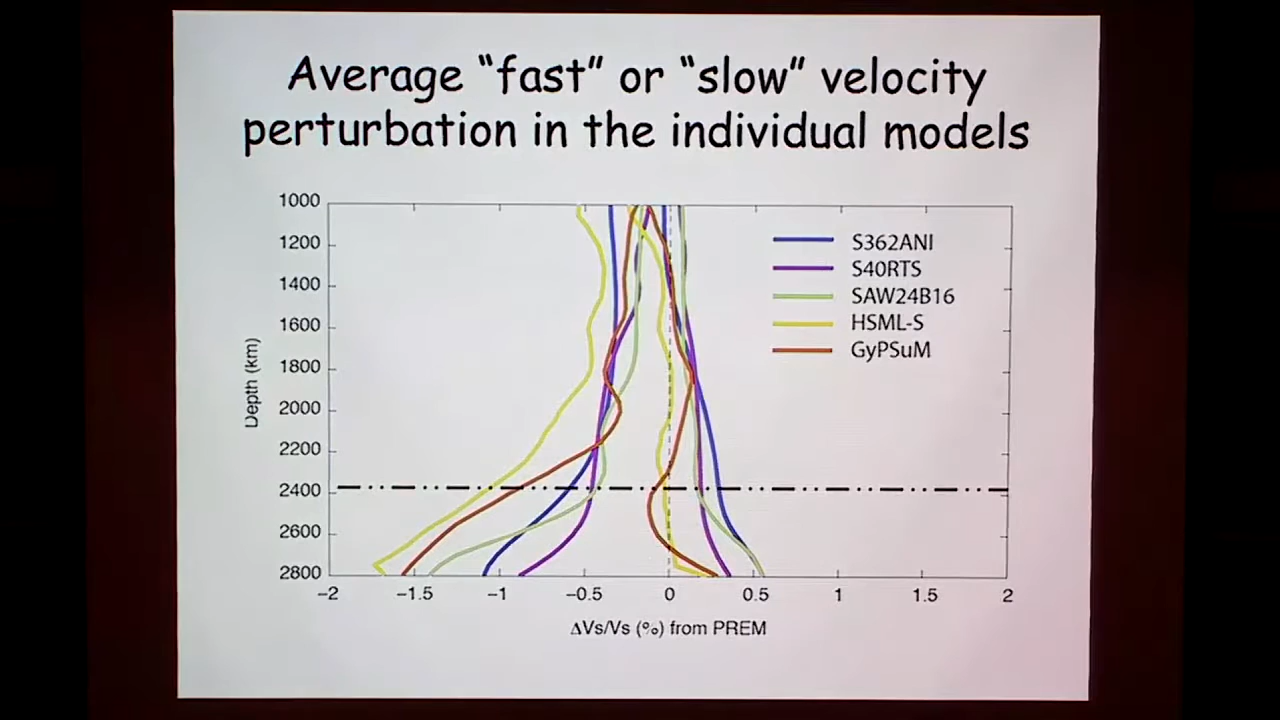 Average “fast” or “slow” velocity
perturbation in the individual models
1000
1200
1400
1600
1800
2000
2200
2400
2600
2800
Depth (km)
S362ANI
S40RTS
SAW24B16
HSML-S
GyPSuM
−2
−1.5
−1
−0.5
0
0.5
1
1.5
2
ΔVs/Vs (%) from PREM